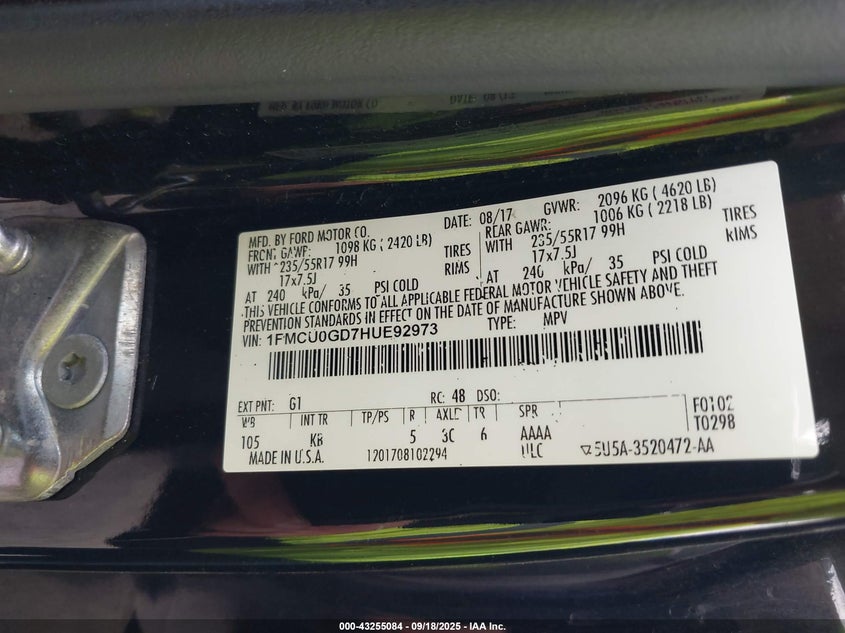 MFD. BY FORD MOTOR CO. DATE: 08/17 GVWR: 2096 KG ( 4620 LB)
FRONT GAWR: 1098 KG ( 2420 LB) REAR GAWR: 1006 KG ( 2218 LB)
WITH 235/55R17 99H TIRES WITH 235/55R17 99H TIRES
17x7.5J RIMS 17x7.5J RIMS
AT 240 kPa/ 35 PSI COLD AT 240 kPa/ 35 PSI COLD
THIS VEHICLE CONFORMS TO ALL APPLICABLE FEDERAL MOTOR VEHICLE SAFETY AND THEFT
PREVENTION STANDARDS IN EFFECT ON THE DATE OF MANUFACTURE SHOWN ABOVE.
VIN: 1FMCU0GD7HUE92973 TYPE: MPV
EXT PNT: G1 RC: 48 DSO: F0102
WB INT TR TP/PS R AXLE TR SPR T0298
105 KB 5 3C 6 AAAA
MADE IN U.S.A. 1201708102294 ULC 5U5A-3520472-AA
000-43255084 - 09/18/2025 - IAA Inc.